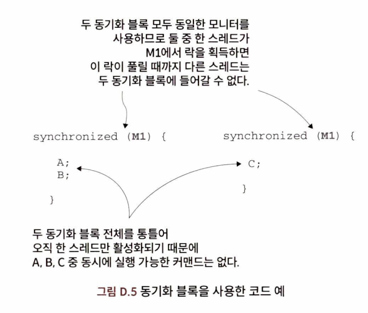 두 동기화 블록 모두 동일한 모니터를
사용하므로 둘 중 한 스레드가
M1에서 락을 획득하면
이 락이 풀릴 때까지 다른 스레드는
두 동기화 블록에 들어갈 수 없다.
synchronized (M1) {
A;
B;
}
synchronized (M1) {
C;
}
두 동기화 블록 전체를 통틀어
오직 한 스레드만 활성화되기 때문에
A, B, C 중 동시에 실행 가능한 커맨드는 없다.
그림 D.5 동기화 블록을 사용한 코드 예